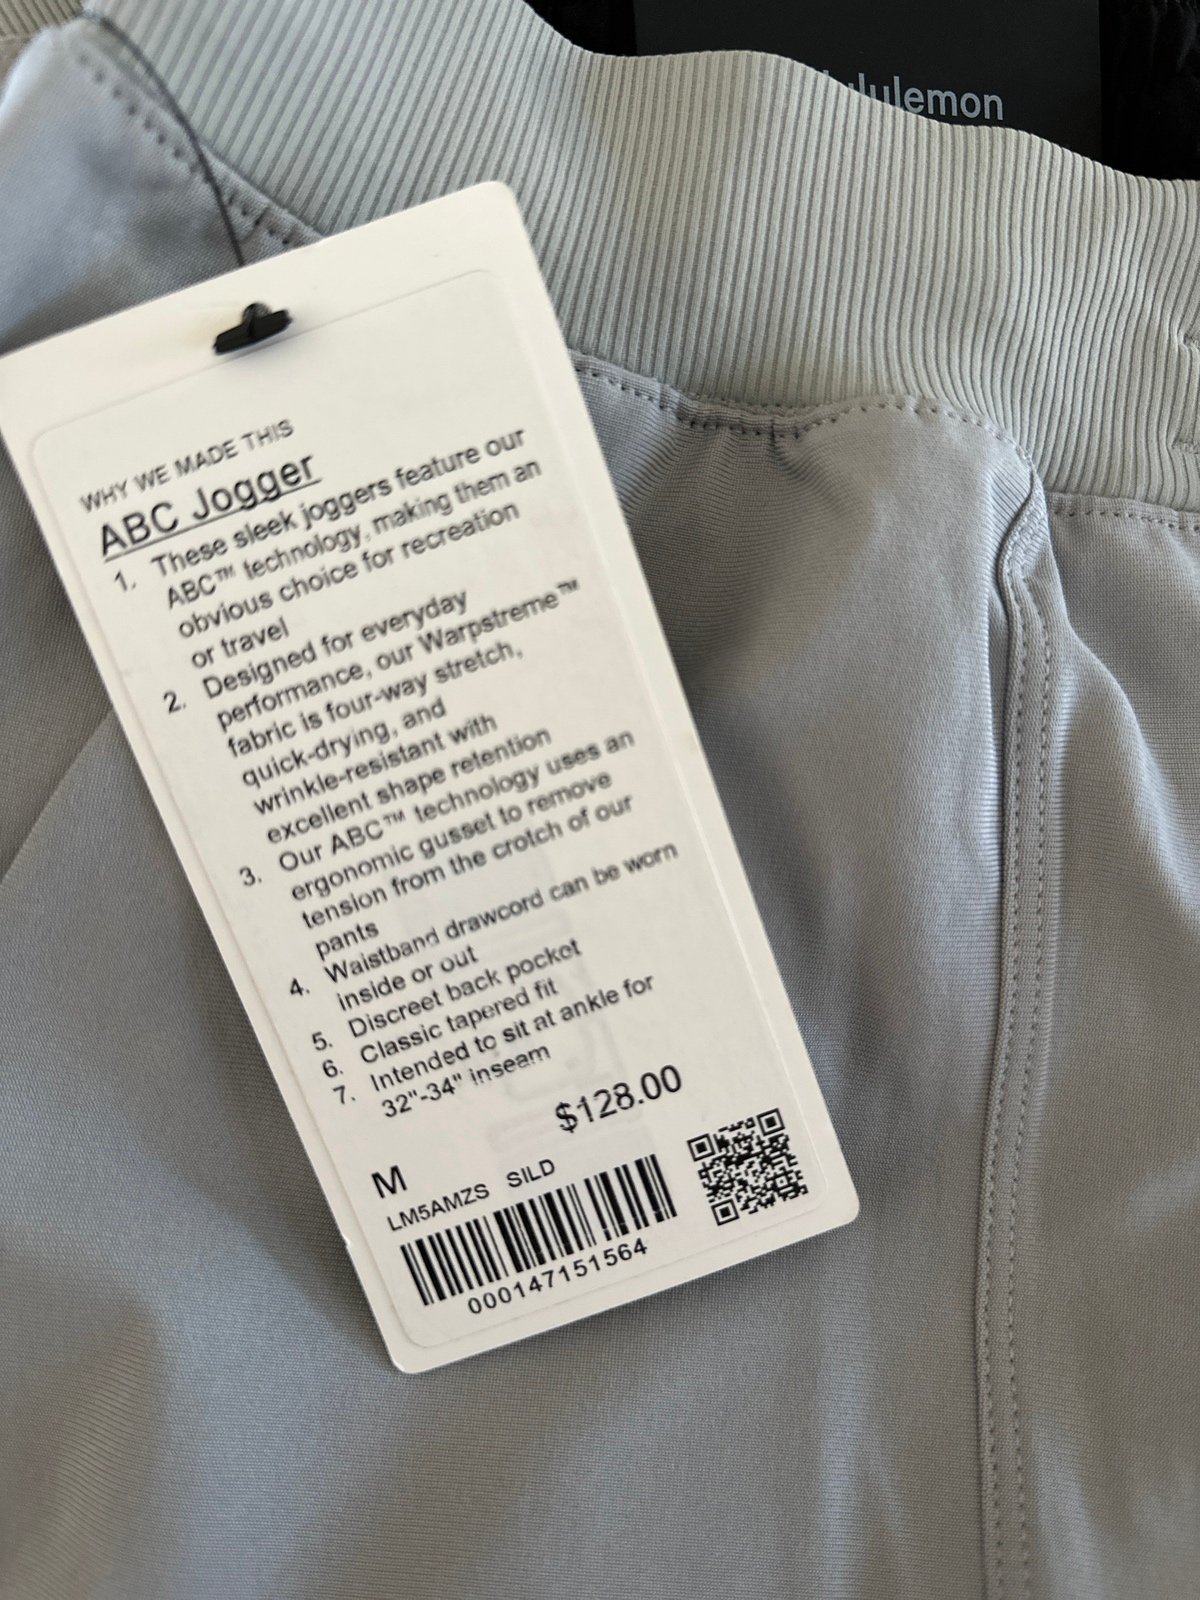 lululemon
WHY WE MADE THIS
ABC Jogger
1. These sleek joggers feature our
ABC™ technology, making them an
obvious choice for recreation
or travel
2. Designed for everyday
performance, our Warpstreme™
fabric is four-way stretch,
quick-drying, and
wrinkle-resistant with
excellent shape retention
3. Our ABC™ technology uses an
ergonomic gusset to remove
tension from the crotch of our
pants
4. Waistband drawcord can be worn
inside or out
5. Discreet back pocket
6. Classic tapered fit
7. Intended to sit at ankle for
32"-34" inseam
$128.00
M
LM5AMZS SILD
000147151564